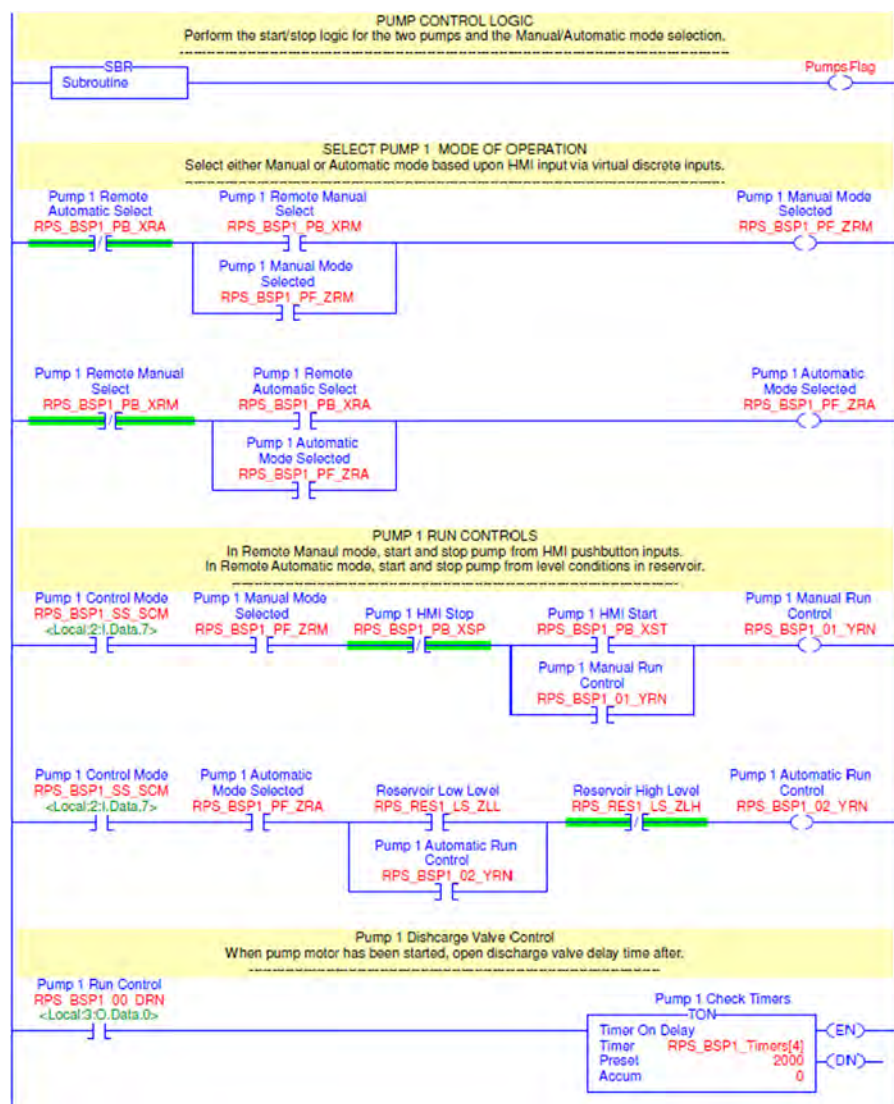 PUMP CONTROL LOGIC
Perform the start/stop logic for the two pumps and the Manual/Automatic mode selection.
SBR
Subroutine
PumpsFlag
SELECT PUMP 1 MODE OF OPERATION
Select either Manual or Automatic mode based upon HMI input via virtual discrete inputs.
Pump 1 Remote
Automatic Select
RPS_BSP1_PB_XRA
Pump 1 Remote Manual
Select
RPS_BSP1_PB_XRM
Pump 1 Manual Mode
Selected
RPS_BSP1_PF_ZRM
Pump 1 Manual Mode
Selected
RPS_BSP1_PF_ZRM
Pump 1 Remote Manual
Select
RPS_BSP1_PB_XRM
Pump 1 Remote
Automatic Select
RPS_BSP1_PB_XRA
Pump 1 Automatic
Mode Selected
RPS_BSP1_PF_ZRA
Pump 1 Automatic
Mode Selected
RPS_BSP1_PF_ZRA
PUMP 1 RUN CONTROLS
In Remote Manaul mode, start and stop pump from HMI pushbutton inputs.
In Remote Automatic mode, start and stop pump from level conditions in reservoir.
Pump 1 Control Mode
RPS_BSP1_SS_SCM
<Local:2:I.Data.7>
Pump 1 Manual Mode
Selected
RPS_BSP1_PF_ZRM
Pump 1 HMI Stop
RPS_BSP1_PB_XSP
Pump 1 HMI Start
RPS_BSP1_PB_XST
Pump 1 Manual Run
Control
RPS_BSP1_01_YRN
Pump 1 Manual Run
Control
RPS_BSP1_01_YRN
Pump 1 Control Mode
RPS_BSP1_SS_SCM
<Local:2:I.Data.7>
Pump 1 Automatic
Mode Selected
RPS_BSP1_PF_ZRA
Reservoir Low Level
RPS_RES1_LS_ZLL
Reservoir High Level
RPS_RES1_LS_ZLH
Pump 1 Automatic Run
Control
RPS_BSP1_02_YRN
Pump 1 Automatic Run
Control
RPS_BSP1_02_YRN
Pump 1 Dishcarge Valve Control
When pump motor has been started, open discharge valve delay time after.
Pump 1 Run Control
RPS_BSP1_00_DRN
<Local:3:O.Data.0>
Pump 1 Check Timers
TON
Timer On Delay
Timer RPS_BSP1_Timers[4]
Preset 2000
Accum 0
EN
DN